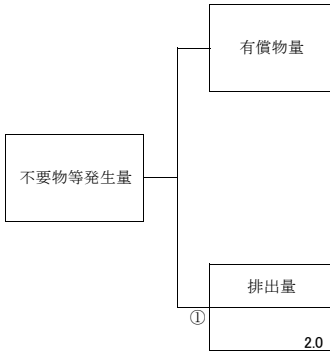 有償物量
不要物等発生量
排出量
①
2.0